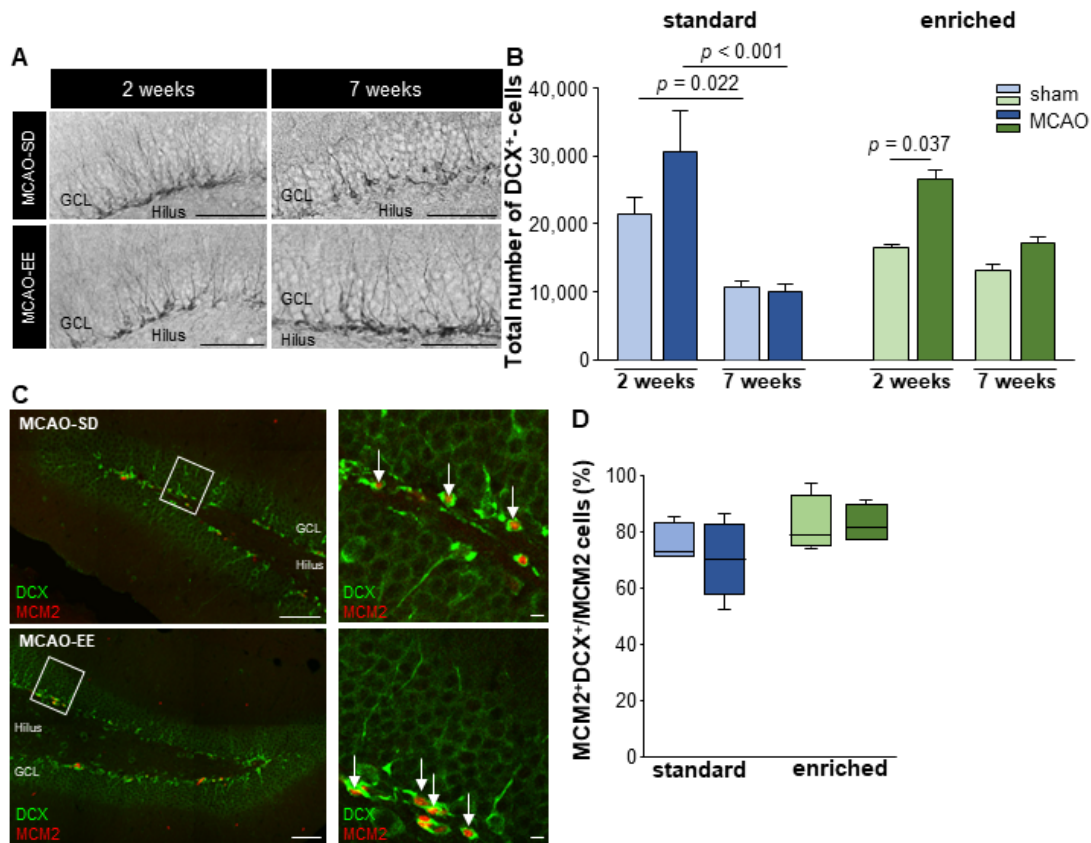 A
2 weeks
7 weeks
MCAO-SD
GCL
Hilus
GCL
Hilus
MCAO-EE
GCL
Hilus
GCL
Hilus
B
standard
enriched
Total number of DCX⁺- cells
40,000
30,000
20,000
10,000
0
p < 0.001
p = 0.022
p = 0.037
sham
MCAO
2 weeks
7 weeks
2 weeks
7 weeks
C
MCAO-SD
GCL
Hilus
DCX
MCM2
DCX
MCM2
MCAO-EE
Hilus
GCL
DCX
MCM2
DCX
MCM2
D
MCM2⁺DCX⁺/MCM2 cells (%)
100
80
60
40
20
0
standard
enriched